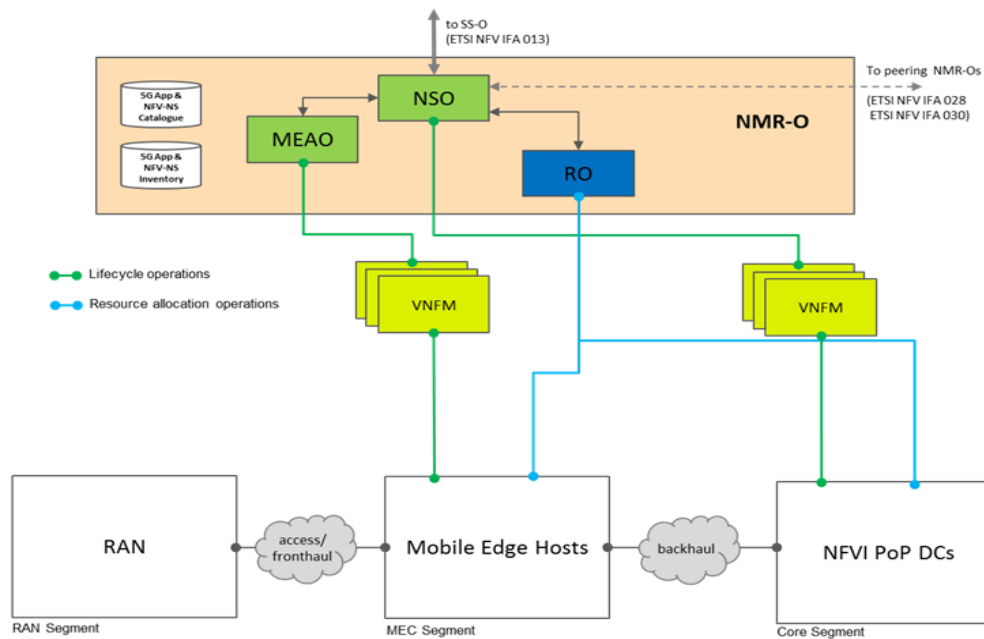 to SS-O
(ETSI NFV IFA 013)
To peering NMR-Os
(ETSI NFV IFA 028
ETSI NFV IFA 030)
5G App &
NFV-NS
Catalogue
NSO
NMR-O
MEAO
5G App &
NFV-NS
Inventory
RO
Lifecycle operations
Resource allocation operations
VNFM
VNFM
RAN
access/
fronthaul
Mobile Edge Hosts
backhaul
NFVI PoP DCs
RAN Segment
MEC Segment
Core Segment